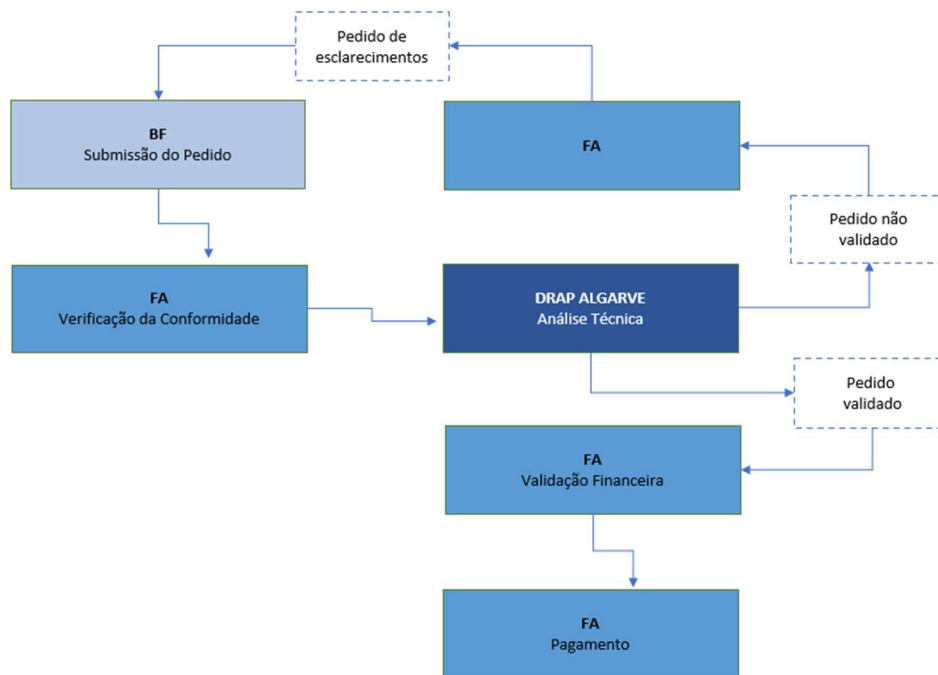 Pedido de
esclarecimentos
BF
Submissão do Pedido
FA
Pedido não
validado
FA
Verificação da Conformidade
DRAP ALGARVE
Análise Técnica
Pedido
validado
FA
Validação Financeira
FA
Pagamento